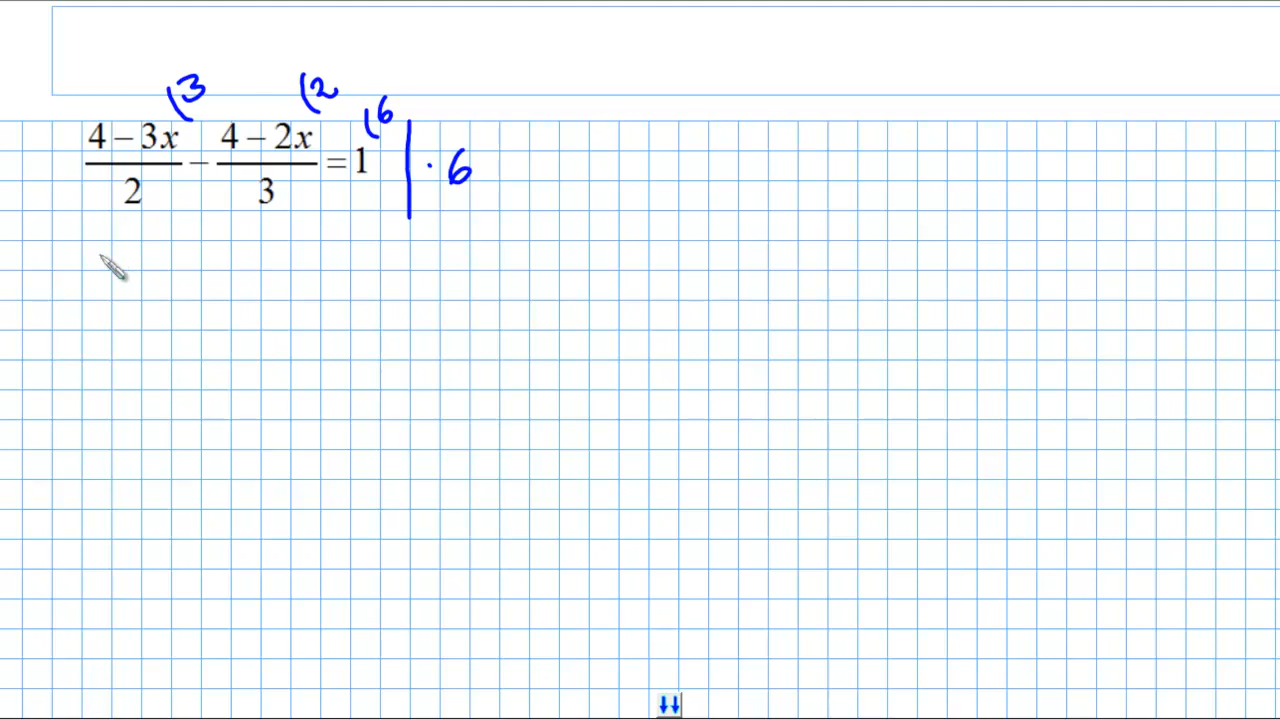 (4 – 3x)/2 ⁽³ – (4 – 2x)/3 ⁽² = 1 ⁽⁶ | · 6